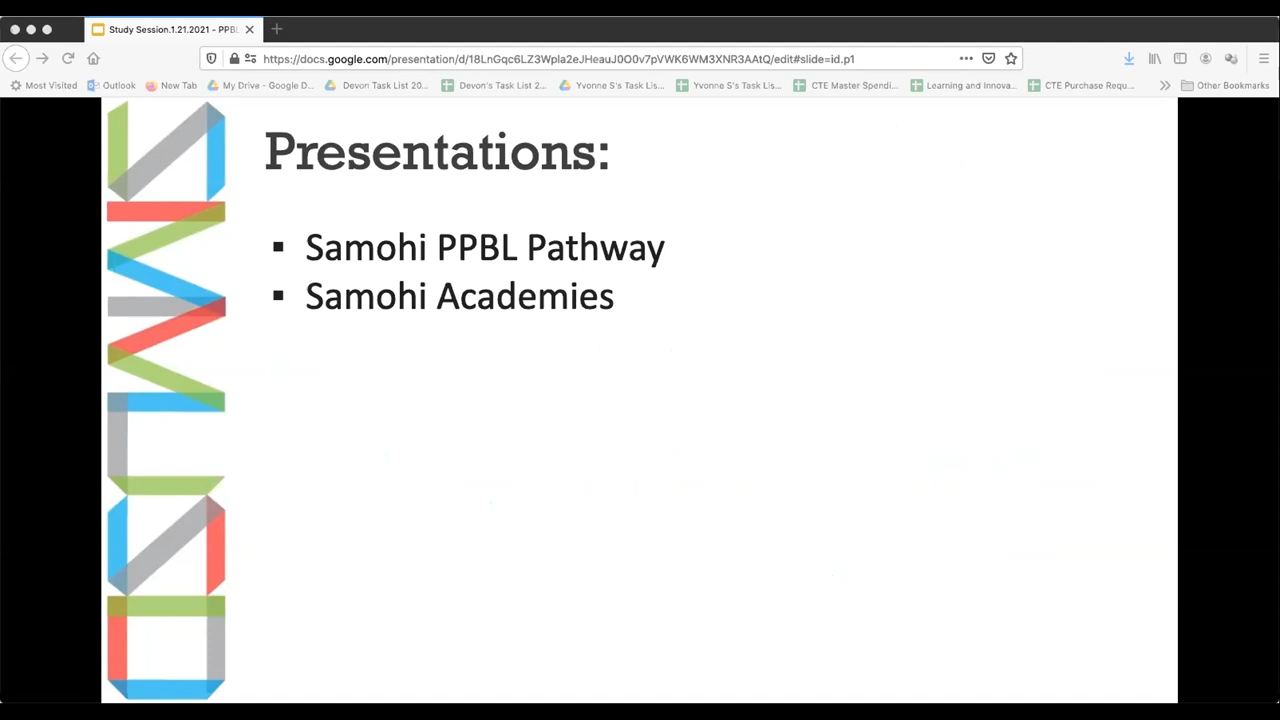 Study Session.1.21.2021 - PPBL
https://docs.google.com/presentation/d/18LnGqc6LZ3Wpla2eJHeauJ0O0v7pVWK6WM3XNR3AAtQ/edit#slide=id.p1
Most Visited Outlook New Tab My Drive - Google D... Devon Task List 20... Devon's Task List 2... Yvonne S's Task Lis... Yvonne S's Task Lis... CTE Master Spendi... Learning and Innova... CTE Purchase Requ... Other Bookmarks
Presentations:
▪ Samohi PPBL Pathway
▪ Samohi Academies
SMMUSD